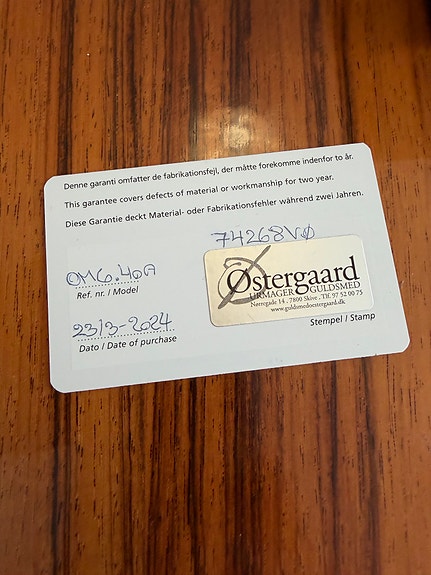 Denne garanti omfatter de fabrikationsfejl, der måtte forekomme indenfor to år.
This garantee covers defects of material or workmanship for two year.
Diese Garantie deckt Material- oder Fabrikationsfehler während zwei Jahren.
74268VØ
OM6.40A
Ref. nr. / Model
Østergaard
URMAGER GULDSMED
Nørregade 14 . 7800 Skive . Tlf. 97 52 00 75
www.guldsmedoestergaard.dk
23/3-2024
Dato / Date of purchase
Stempel / Stamp